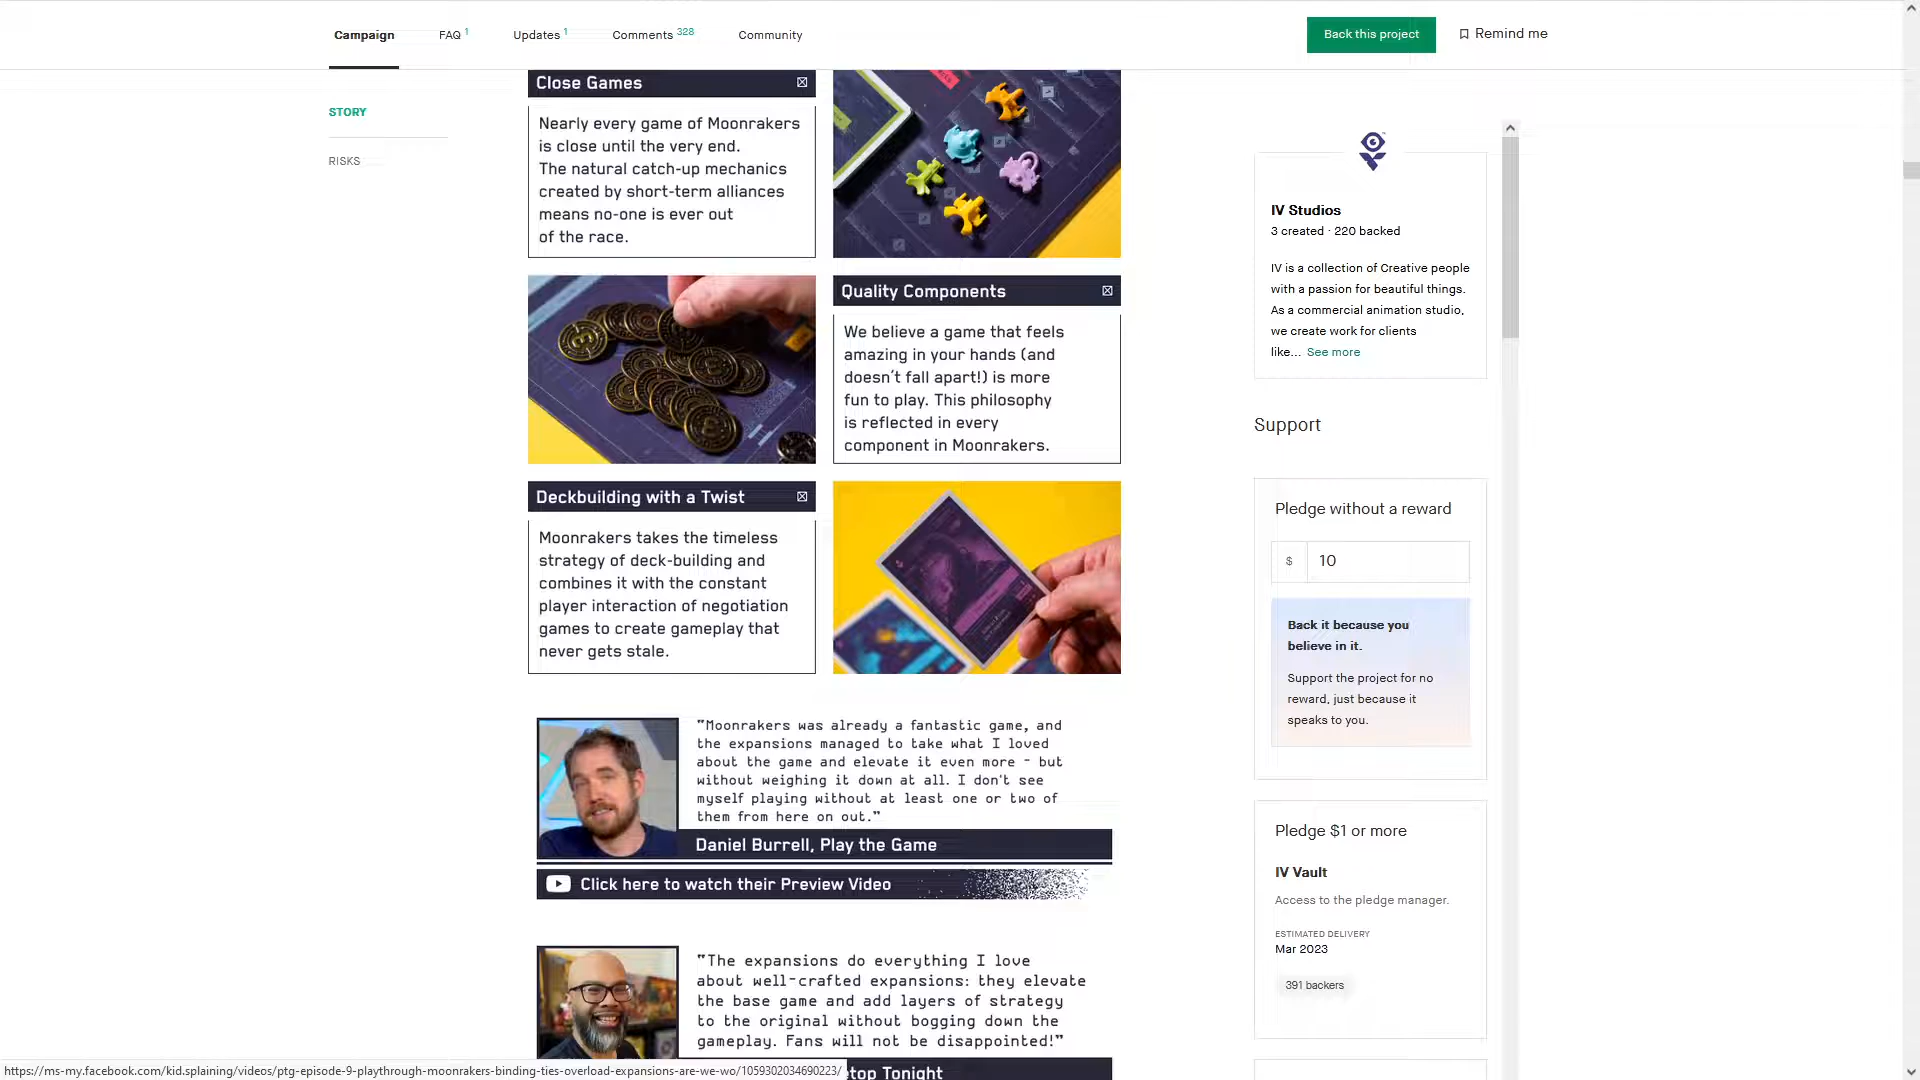 Campaign
FAQ 1
Updates 1
Comments 328
Community
Back this project
Remind me
STORY
RISKS
Close Games
Nearly every game of Moonrakers
is close until the very end.
The natural catch-up mechanics
created by short-term alliances
means no-one is ever out
of the race.
Quality Components
We believe a game that feels
amazing in your hands (and
doesn't fall apart!) is more
fun to play. This philosophy
is reflected in every
component in Moonrakers.
Deckbuilding with a Twist
Moonrakers takes the timeless
strategy of deck-building and
combines it with the constant
player interaction of negotiation
games to create gameplay that
never gets stale.
"Moonrakers was already a fantastic game, and
the expansions managed to take what I loved
about the game and elevate it even more - but
without weighing it down at all. I don't see
myself playing without at least one or two of
them from here on out."
Daniel Burrell, Play the Game
Click here to watch their Preview Video
"The expansions do everything I love
about well-crafted expansions: they elevate
the base game and add layers of strategy
to the original without bogging down the
gameplay. Fans will not be disappointed!"
top Tonight
IV Studios
3 created · 220 backed
IV is a collection of Creative people
with a passion for beautiful things.
As a commercial animation studio,
we create work for clients
like... See more
Support
Pledge without a reward
$ 10
Back it because you
believe in it.
Support the project for no
reward, just because it
speaks to you.
Pledge $1 or more
IV Vault
Access to the pledge manager.
ESTIMATED DELIVERY
Mar 2023
391 backers
https://ms-my.facebook.com/kid.splaining/videos/ptg-episode-9-playthrough-moonrakers-binding-ties-overload-expansions-are-we-wo/1059302034690223/